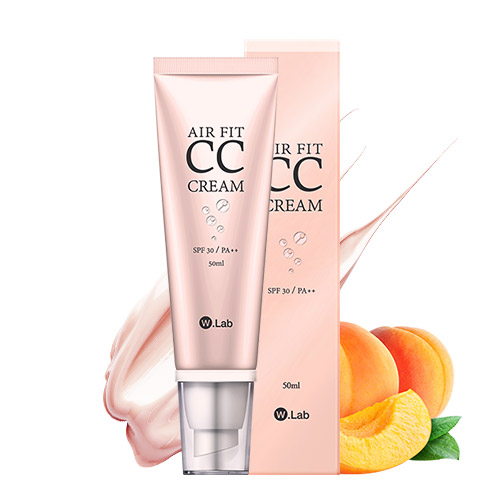 AIR FIT
CC
CREAM
SPF 30 / PA++
50ml
W.Lab
AIR FIT
CC
CREAM
SPF 30 / PA++
50ml
W.Lab